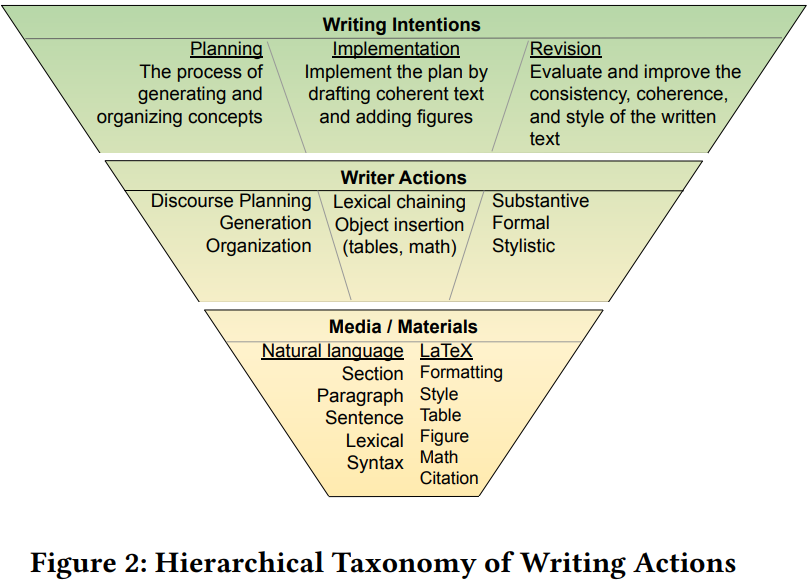 Writing Intentions
Planning
The process of
generating and
organizing concepts
Implementation
Implement the plan by
drafting coherent text
and adding figures
Revision
Evaluate and improve the
consistency, coherence,
and style of the written
text
Writer Actions
Discourse Planning
Generation
Organization
Lexical chaining
Object insertion
(tables, math)
Substantive
Formal
Stylistic
Media / Materials
Natural language
Section
Paragraph
Sentence
Lexical
Syntax
LaTeX
Formatting
Style
Table
Figure
Math
Citation
Figure 2: Hierarchical Taxonomy of Writing Actions